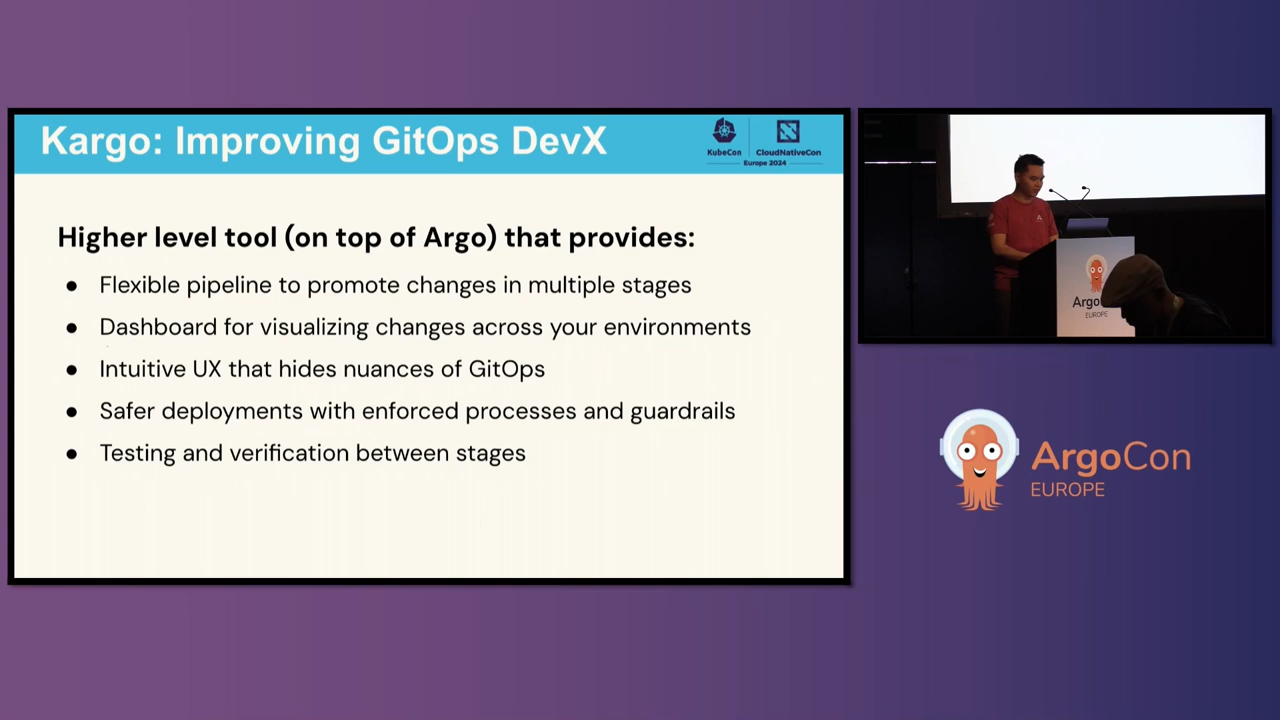 Kargo: Improving GitOps DevX
KubeCon
CloudNativeCon
Europe 2024
Higher level tool (on top of Argo) that provides:
● Flexible pipeline to promote changes in multiple stages
● Dashboard for visualizing changes across your environments
● Intuitive UX that hides nuances of GitOps
● Safer deployments with enforced processes and guardrails
● Testing and verification between stages
EUROPE
ArgoCon
EUROPE